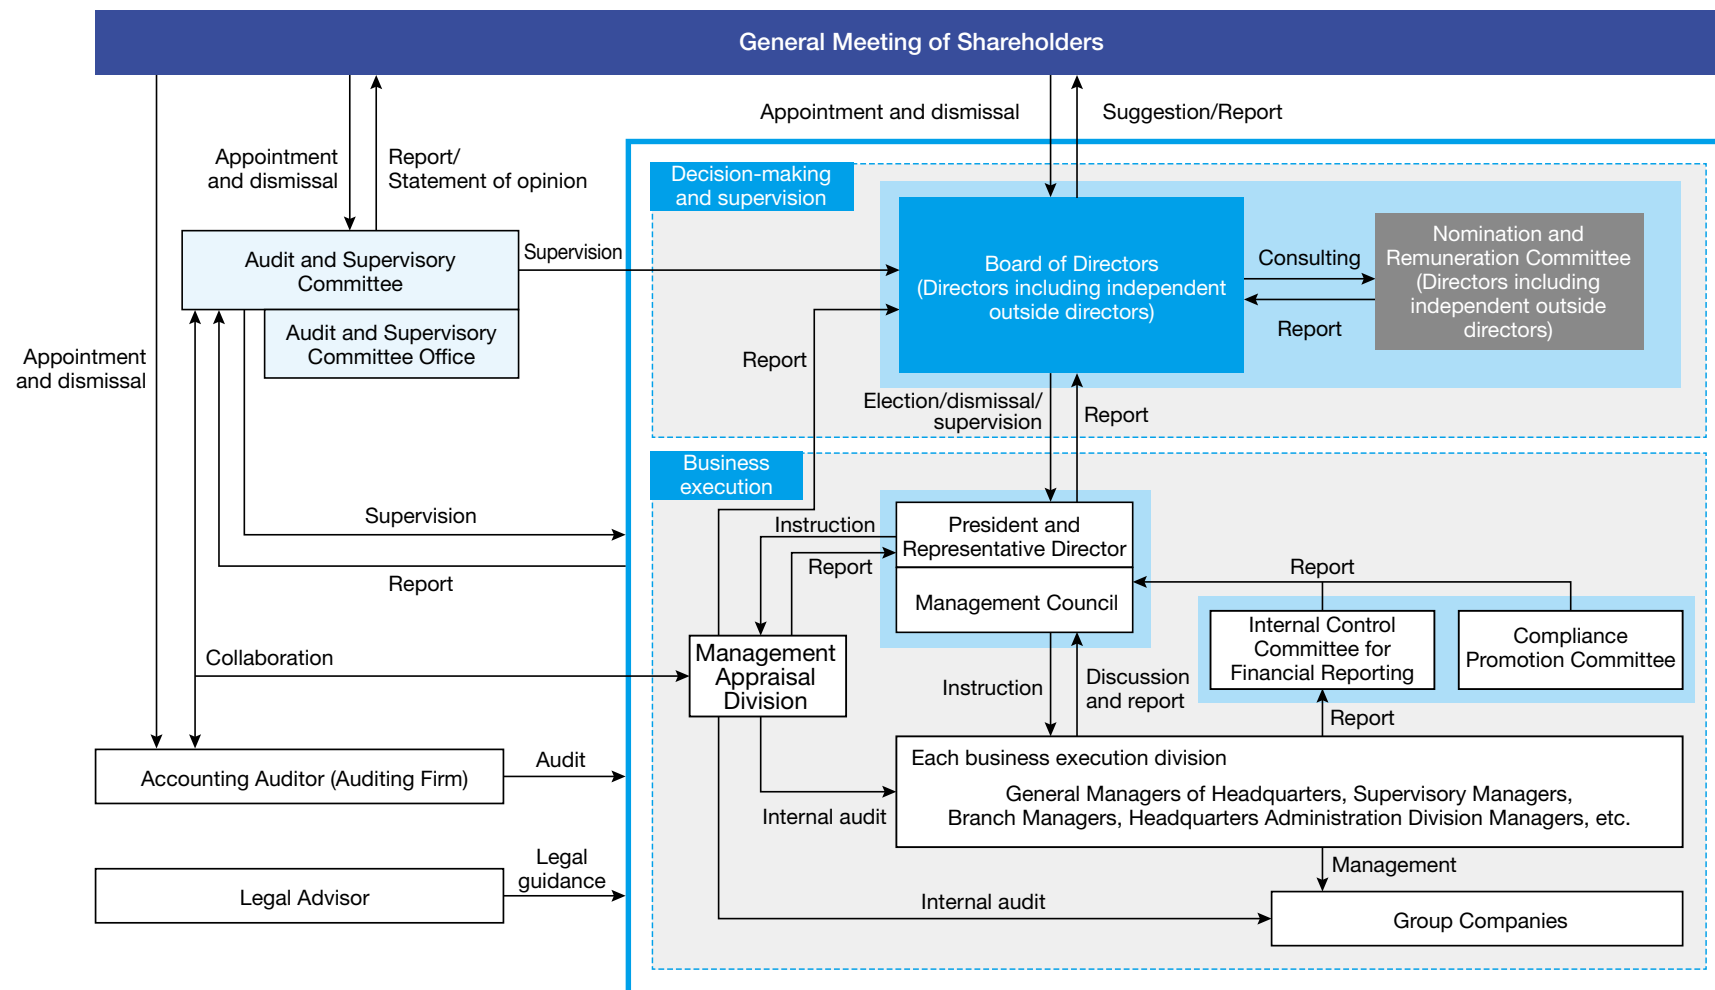 General Meeting of Shareholders
Appointment and dismissal
Suggestion/Report
Appointment
and dismissal
Report/
Statement of opinion
Decision-making
and supervision
Audit and Supervisory
Committee
Supervision
Board of Directors
(Directors including independent
outside directors)
Consulting
Report
Nomination and
Remuneration Committee
(Directors including
independent outside
directors)
Audit and Supervisory
Committee Office
Appointment
and dismissal
Report
Election/dismissal/
supervision
Report
Business
execution
Supervision
Report
Instruction
Report
President and
Representative Director
Management Council
Report
Internal Control
Committee for
Financial Reporting
Compliance
Promotion Committee
Collaboration
Management
Appraisal
Division
Instruction
Discussion
and report
Report
Accounting Auditor (Auditing Firm)
Audit
Internal audit
Each business execution division
General Managers of Headquarters, Supervisory Managers,
Branch Managers, Headquarters Administration Division Managers, etc.
Legal Advisor
Legal
guidance
Management
Internal audit
Group Companies